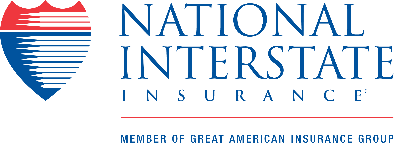 NATIONAL
INTERSTATE
INSURANCE
MEMBER OF GREAT AMERICAN INSURANCE GROUP